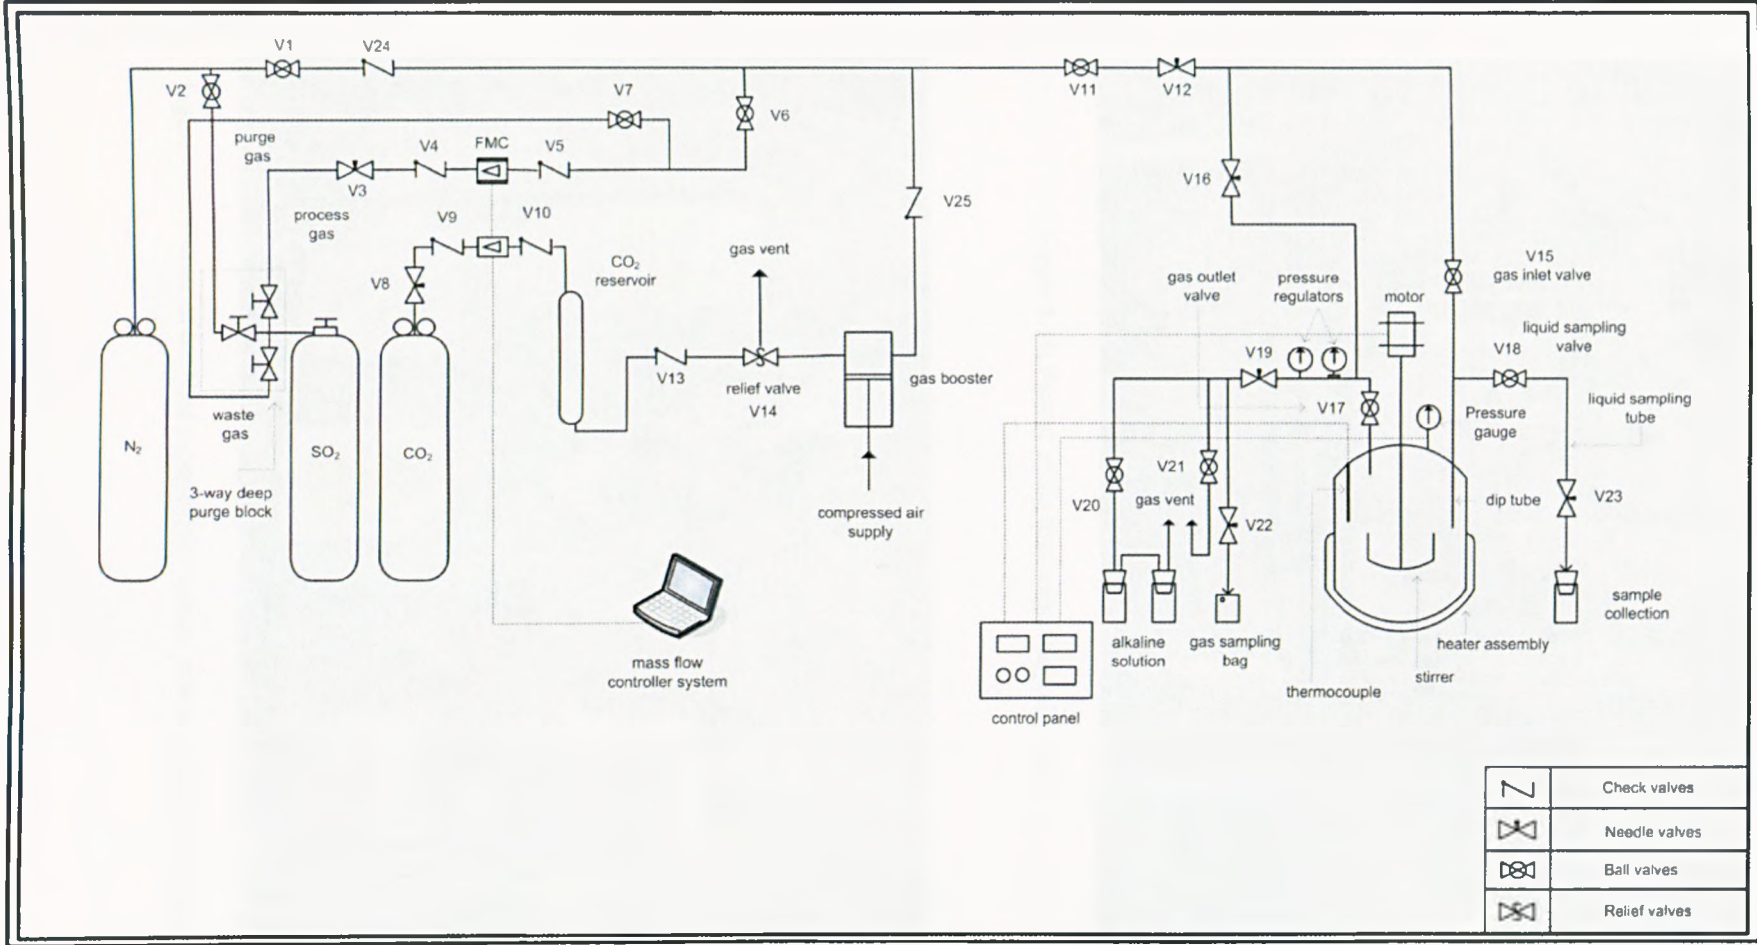 V1
V24
V2
V7
V6
V11
V12
purge
gas
V4
FMC
V5
V3
V16
process
gas
V9
V10
V25
gas vent
CO₂
reservoir
V8
V15
gas inlet valve
gas outlet
valve
pressure
regulators
motor
liquid sampling
valve
V13
relief valve
V14
gas booster
V19
V18
V17
Pressure
gauge
liquid sampling
tube
waste
gas
N₂
SO₂
CO₂
3-way deep
purge block
compressed air
supply
V20
V21
gas vent
V22
dip tube
V23
mass flow
controller system
alkaline
solution
gas sampling
bag
heater assembly
sample
collection
stirrer
thermocouple
control panel
Check valves
Needle valves
Ball valves
Relief valves